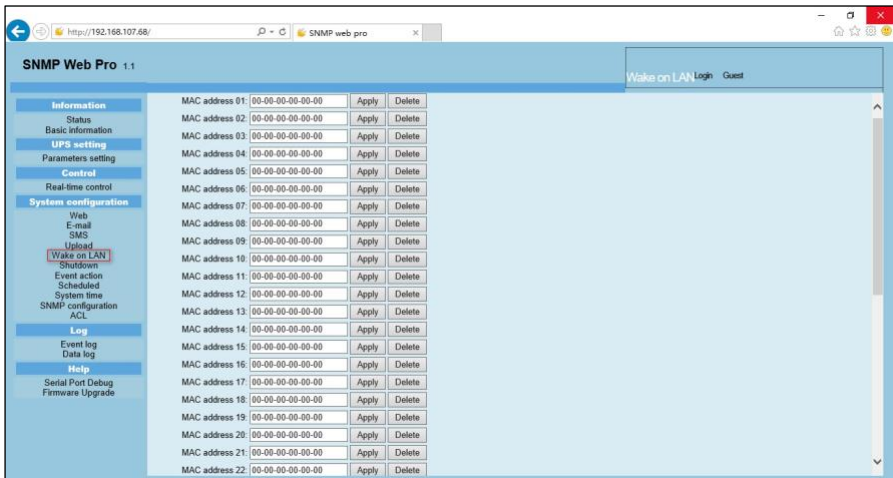 http://192.168.107.68/
SNMP web pro
SNMP Web Pro 1.1
Wake on LAN Login Guest
Information
Status
Basic information
UPS setting
Parameters setting
Control
Real-time control
System configuration
Web
E-mail
SMS
Upload
Wake on LAN
Shutdown
Event action
Scheduled
System time
SNMP configuration
ACL
Log
Event log
Data log
Help
Serial Port Debug
Firmware Upgrade
MAC address 01: 00-00-00-00-00-00 Apply Delete
MAC address 02: 00-00-00-00-00-00 Apply Delete
MAC address 03: 00-00-00-00-00-00 Apply Delete
MAC address 04: 00-00-00-00-00-00 Apply Delete
MAC address 05: 00-00-00-00-00-00 Apply Delete
MAC address 06: 00-00-00-00-00-00 Apply Delete
MAC address 07: 00-00-00-00-00-00 Apply Delete
MAC address 08: 00-00-00-00-00-00 Apply Delete
MAC address 09: 00-00-00-00-00-00 Apply Delete
MAC address 10: 00-00-00-00-00-00 Apply Delete
MAC address 11: 00-00-00-00-00-00 Apply Delete
MAC address 12: 00-00-00-00-00-00 Apply Delete
MAC address 13: 00-00-00-00-00-00 Apply Delete
MAC address 14: 00-00-00-00-00-00 Apply Delete
MAC address 15: 00-00-00-00-00-00 Apply Delete
MAC address 16: 00-00-00-00-00-00 Apply Delete
MAC address 17: 00-00-00-00-00-00 Apply Delete
MAC address 18: 00-00-00-00-00-00 Apply Delete
MAC address 19: 00-00-00-00-00-00 Apply Delete
MAC address 20: 00-00-00-00-00-00 Apply Delete
MAC address 21: 00-00-00-00-00-00 Apply Delete
MAC address 22: 00-00-00-00-00-00 Apply Delete